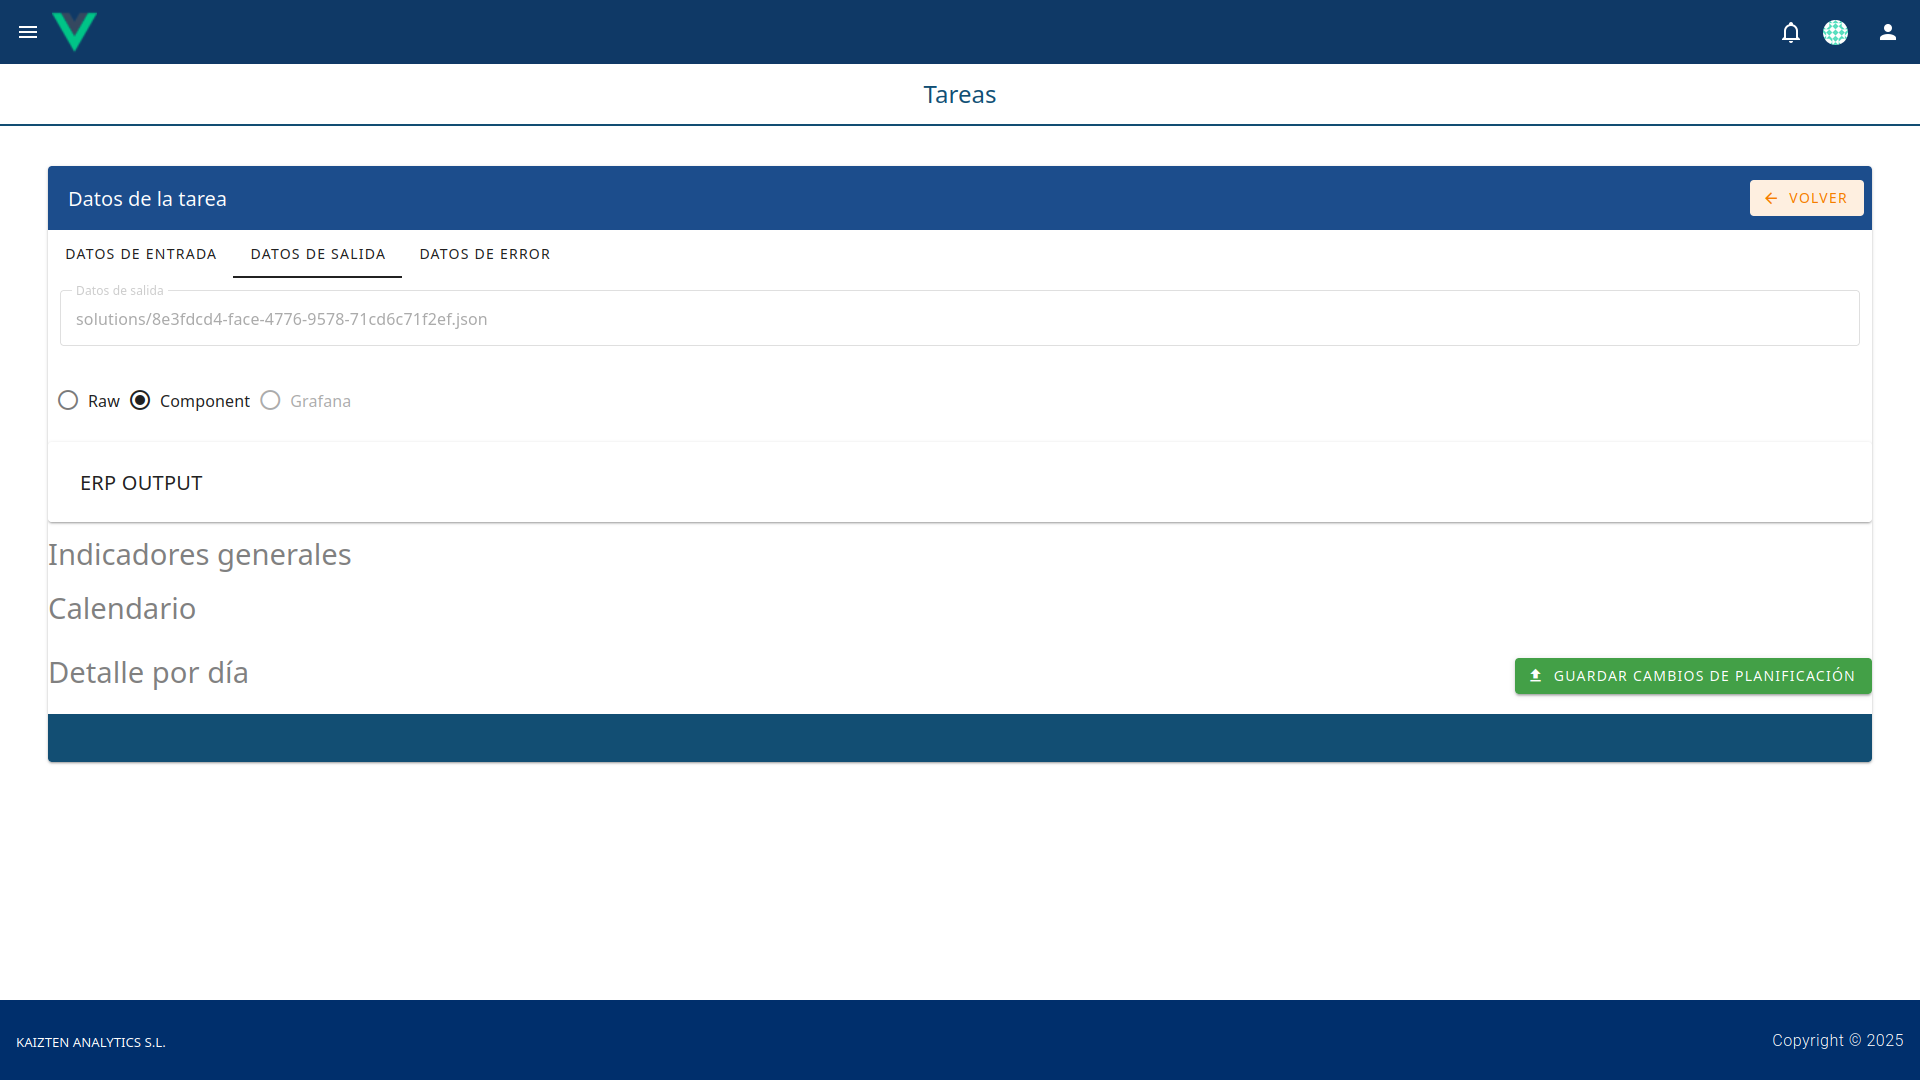 Tareas
Datos de la tarea
VOLVER
DATOS DE ENTRADA DATOS DE SALIDA DATOS DE ERROR
Datos de salida
solutions/8e3fdcd4-face-4776-9578-71cd6c71f2ef.json
Raw Component Grafana
ERP OUTPUT
Indicadores generales
Calendario
Detalle por día
GUARDAR CAMBIOS DE PLANIFICACIÓN
KAIZTEN ANALYTICS S.L.
Copyright © 2025